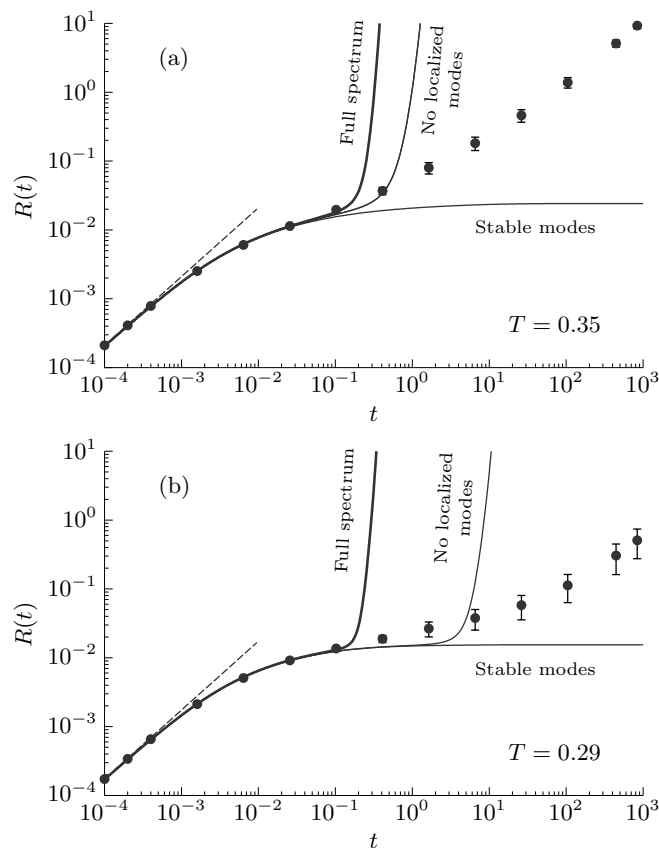 (a)
Full spectrum
No localized
modes
Stable modes
T = 0.35
R(t)
10^1
10^0
10^−1
10^−2
10^−3
10^−4
10^−4 10^−3 10^−2 10^−1 10^0 10^1 10^2 10^3
t
(b)
Full spectrum
No localized
modes
Stable modes
T = 0.29
R(t)
10^1
10^0
10^−1
10^−2
10^−3
10^−4
10^−4 10^−3 10^−2 10^−1 10^0 10^1 10^2 10^3
t